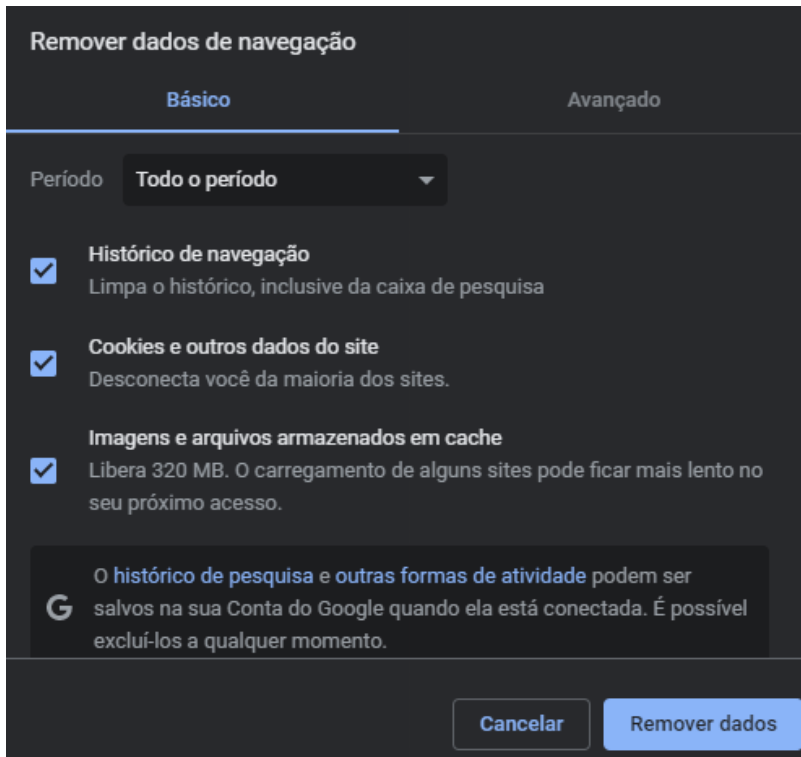 Remover dados de navegação
Básico
Avançado
Período
Todo o período
Histórico de navegação
Limpa o histórico, inclusive da caixa de pesquisa
Cookies e outros dados do site
Desconecta você da maioria dos sites.
Imagens e arquivos armazenados em cache
Libera 320 MB. O carregamento de alguns sites pode ficar mais lento no
seu próximo acesso.
O histórico de pesquisa e outras formas de atividade podem ser
salvos na sua Conta do Google quando ela está conectada. É possível
excluí-los a qualquer momento.
Cancelar
Remover dados